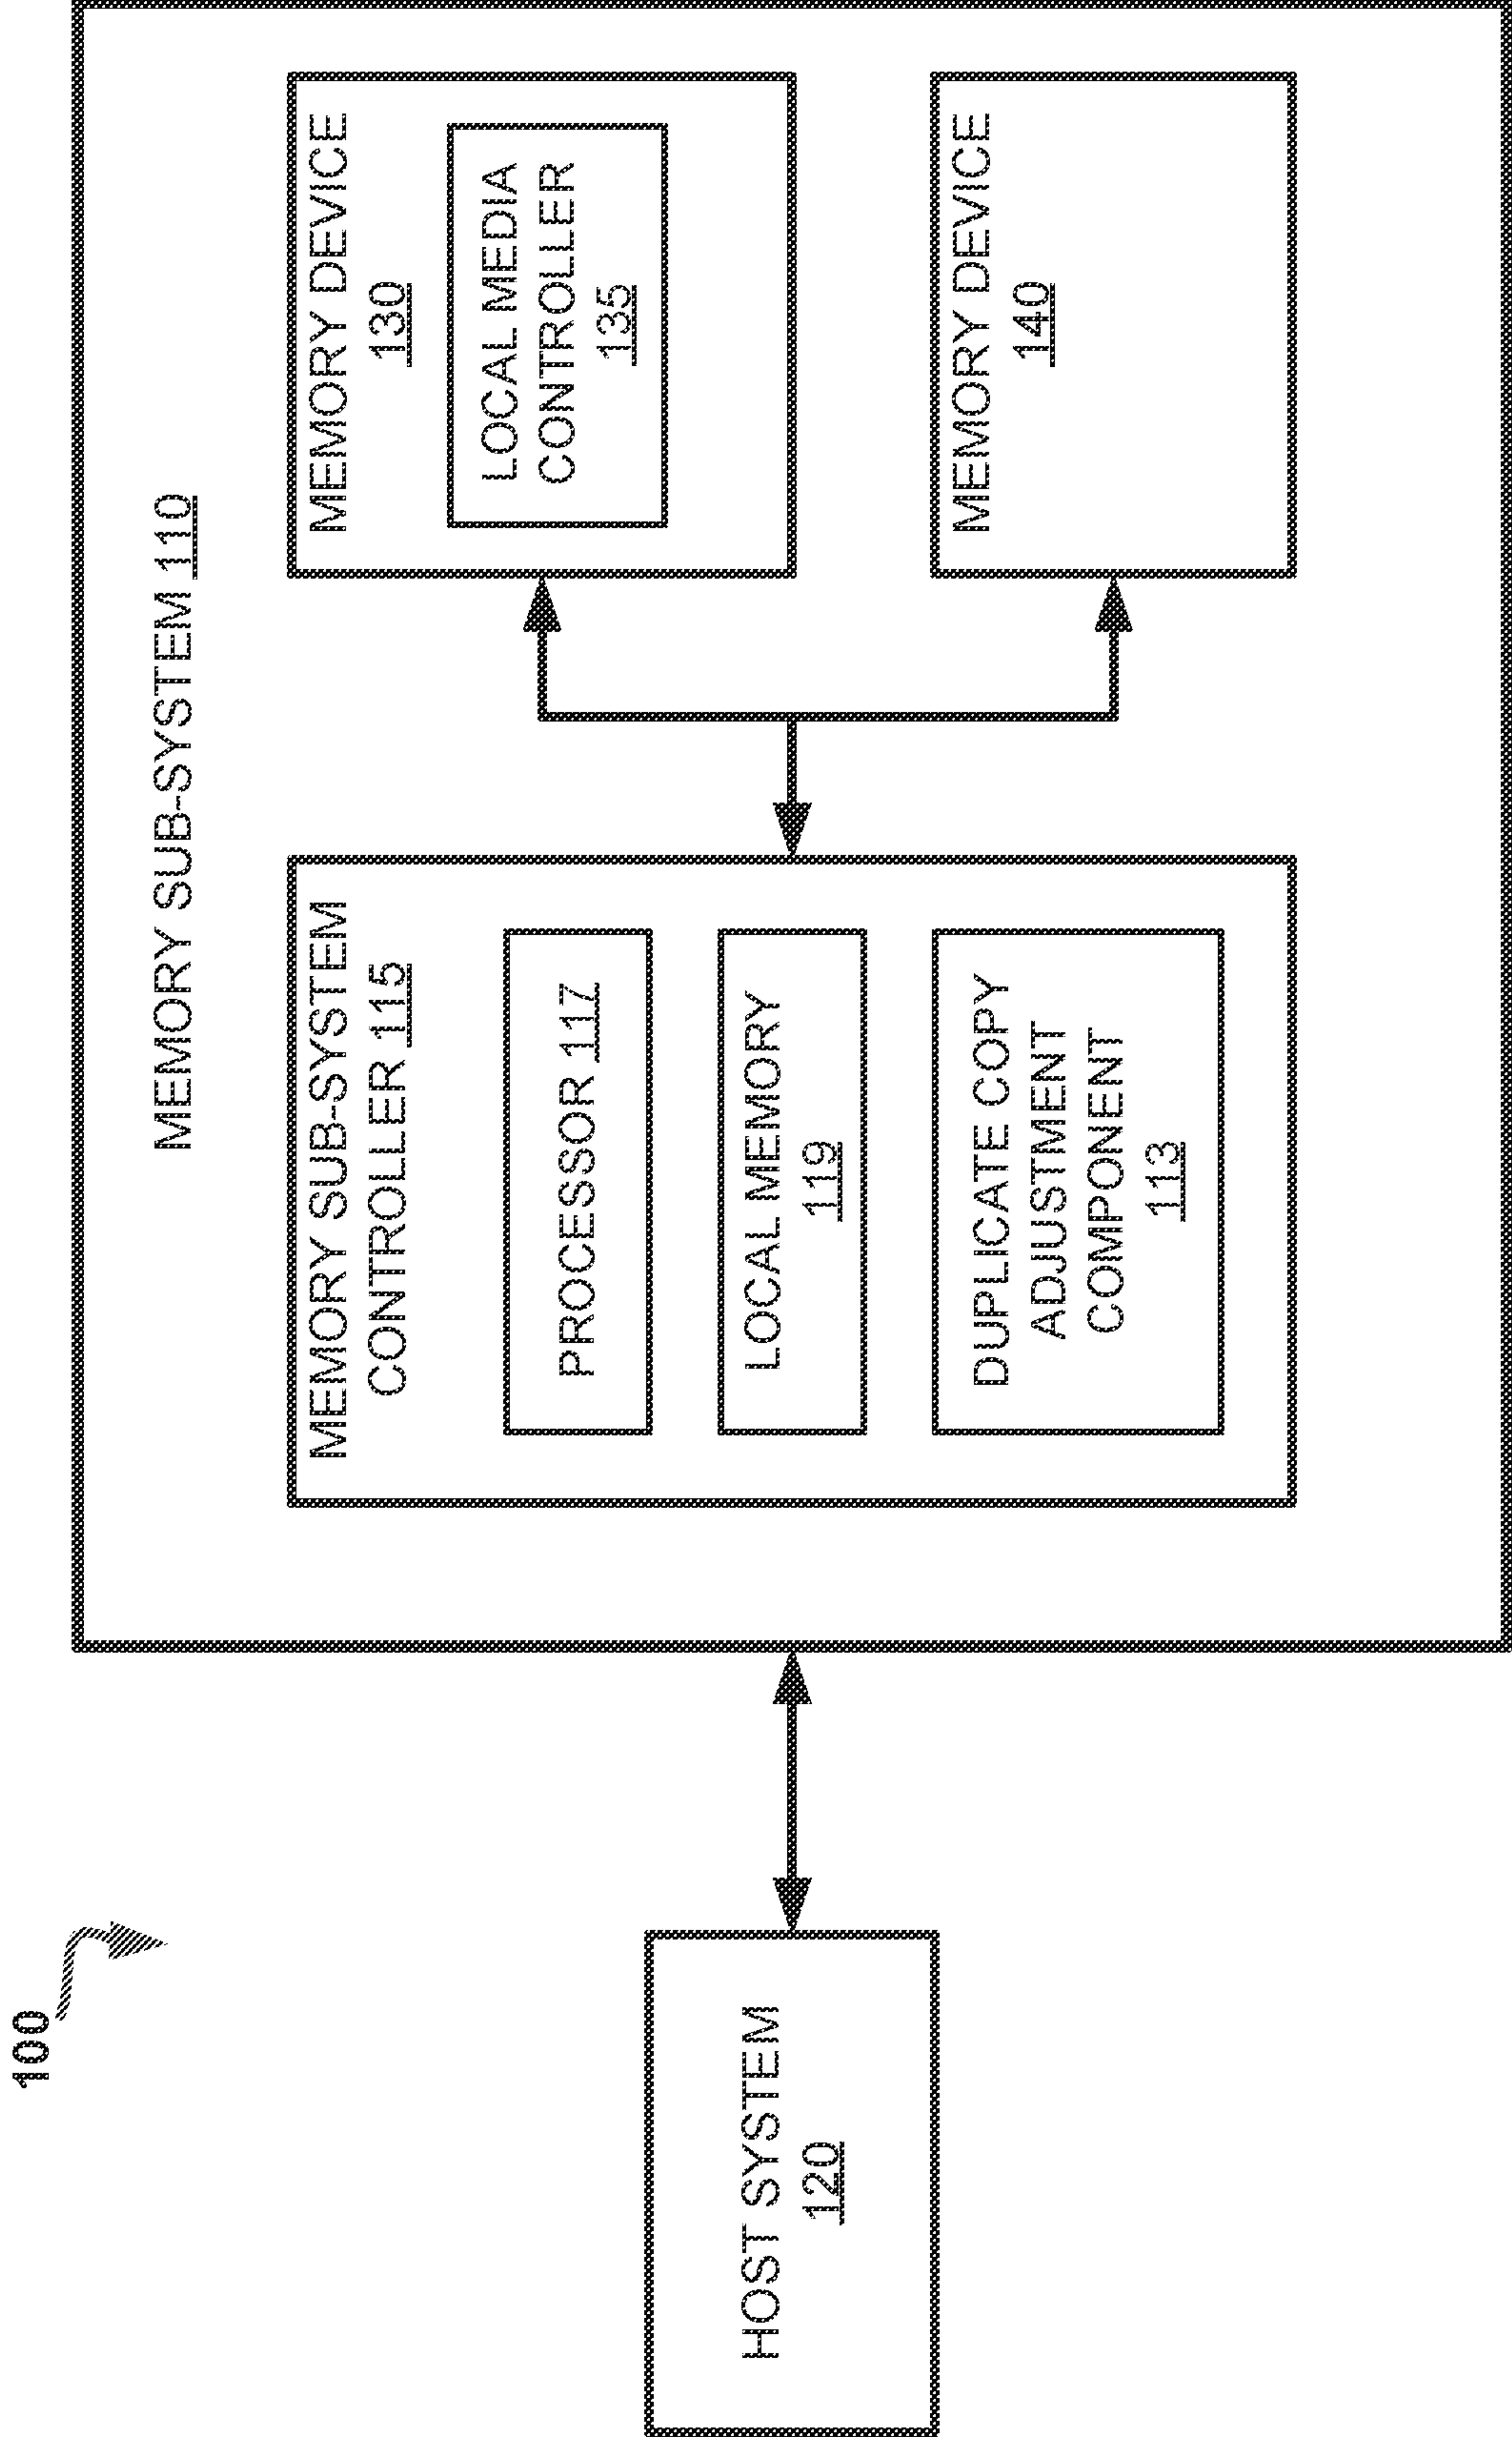 100
HOST SYSTEM
120
MEMORY SUB-SYSTEM 110
MEMORY SUB-SYSTEM
CONTROLLER 115
PROCESSOR 117
LOCAL MEMORY
119
DUPLICATE COPY
ADJUSTMENT
COMPONENT
113
MEMORY DEVICE
130
LOCAL MEDIA
CONTROLLER
135
MEMORY DEVICE
140